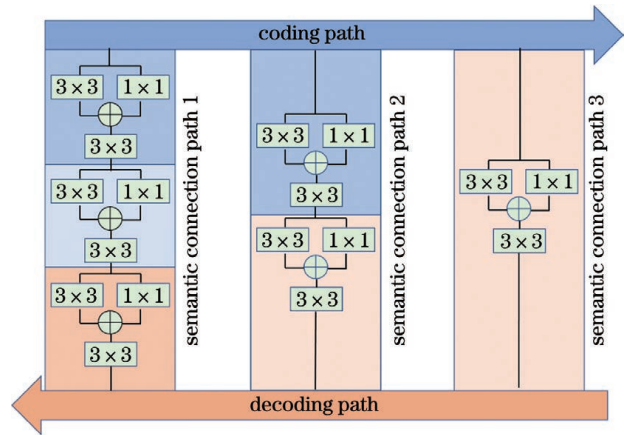 coding path
3×3 1×1
3×3
3×3 1×1
3×3
3×3 1×1
3×3
semantic connection path 1
3×3 1×1
3×3
3×3 1×1
3×3
semantic connection path 2
3×3 1×1
3×3
semantic connection path 3
decoding path